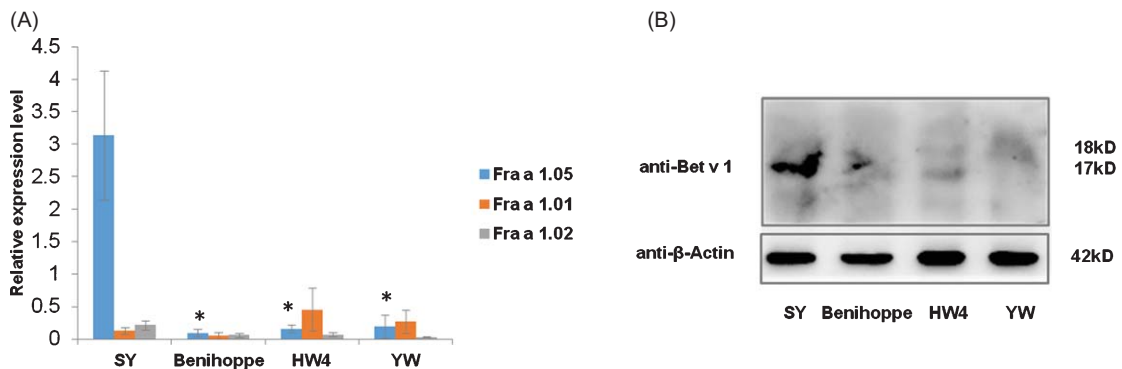 (A)
4.5
4
3.5
3
2.5
2
1.5
1
0.5
0
Relative expression level
*
*
*
SY Benihoppe HW4 YW
Fra a 1.05
Fra a 1.01
Fra a 1.02
(B)
anti-Bet v 1
18kD
17kD
anti-β-Actin
42kD
SY Benihoppe HW4 YW